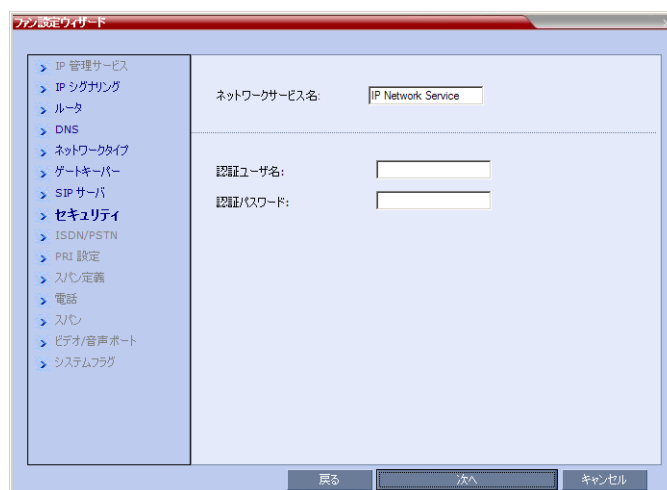 ファン設定ウィザード
IP 管理サービス
IP シグナリング
ルータ
DNS
ネットワークタイプ
ゲートキーパー
SIP サーバ
セキュリティ
ISDN/PSTN
PRI 設定
スパン定義
電話
スパン
ビデオ/音声ポート
システムフラグ
ネットワークサービス名: IP Network Service
認証ユーザ名:
認証パスワード:
戻る 次へ キャンセル